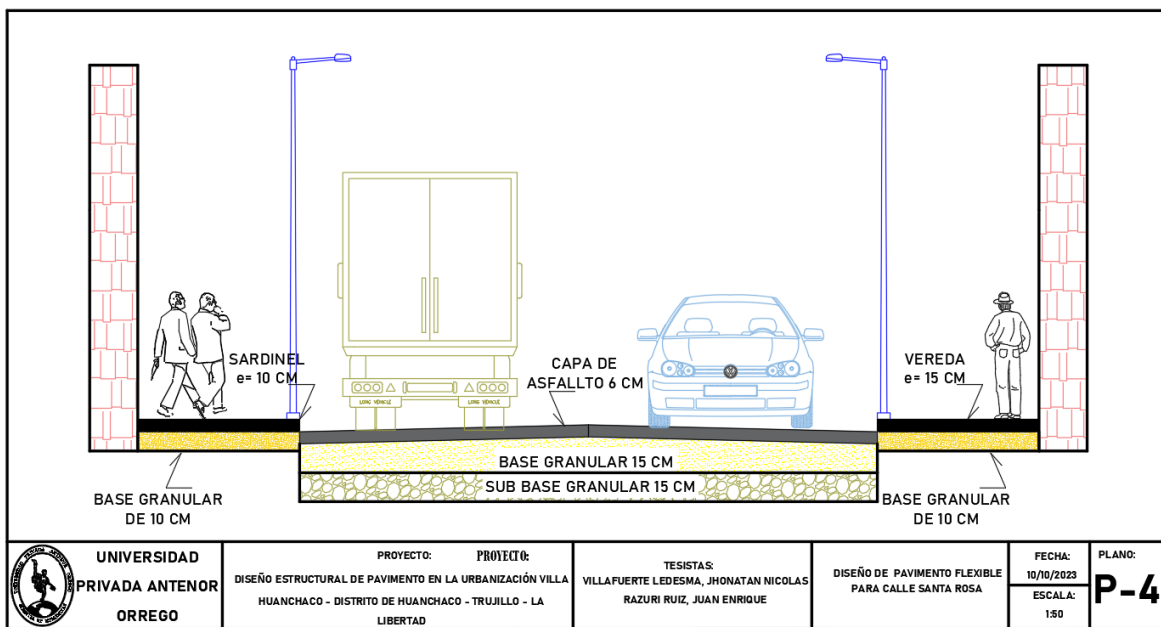 SARDINEL
e= 10 CM
CAPA DE
ASFALLTO 6 CM
VEREDA
e= 15 CM
LONG VEHICLE
LONG VEHICLE
BASE GRANULAR 15 CM
SUB BASE GRANULAR 15 CM
BASE GRANULAR
DE 10 CM
BASE GRANULAR
DE 10 CM
UNIVERSIDAD
PRIVADA ANTENOR
ORREGO
PROYECTO: PROYECTO:
DISEÑO ESTRUCTURAL DE PAVIMENTO EN LA URBANIZACIÓN VILLA
HUANCHACO - DISTRITO DE HUANCHACO - TRUJILLO - LA
LIBERTAD
TESISTAS:
VILLAFUERTE LEDESMA, JHONATAN NICOLAS
RAZURI RUIZ, JUAN ENRIQUE
DISEÑO DE PAVIMENTO FLEXIBLE
PARA CALLE SANTA ROSA
FECHA:
10/10/2023
ESCALA:
1:50
PLANO:
P-4